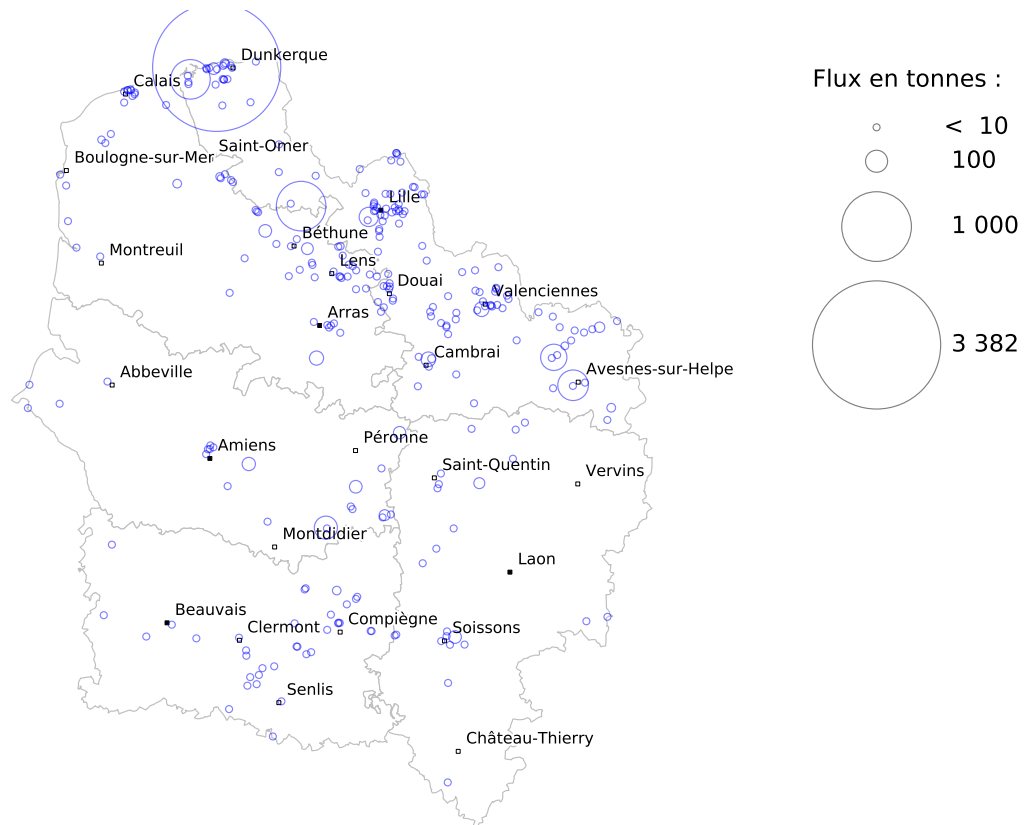 Dunkerque
Flux en tonnes :
Calais
< 10
Saint-Omer
Boulogne-sur-Mer
100
Lille
1 000
Béthune
Montreuil
Lens
Douai
Valenciennes
Arras
3 382
Cambrai
Abbeville
Avesnes-sur-Helpe
Péronne
Amiens
Saint-Quentin
Vervins
Montdidier
Laon
Beauvais
Compiègne
Clermont
Soissons
Senlis
Château-Thierry